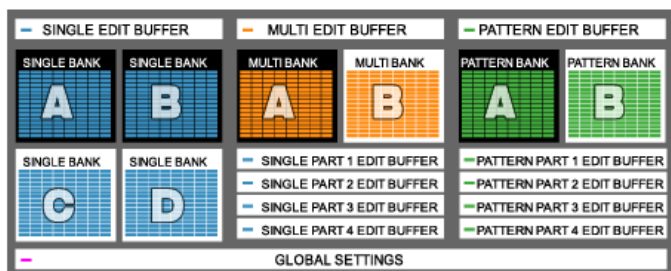 SINGLE EDIT BUFFER
MULTI EDIT BUFFER
PATTERN EDIT BUFFER
SINGLE BANK
A
SINGLE BANK
B
MULTI BANK
A
MULTI BANK
B
PATTERN BANK
A
PATTERN BANK
B
SINGLE BANK
C
SINGLE BANK
D
SINGLE PART 1 EDIT BUFFER
SINGLE PART 2 EDIT BUFFER
SINGLE PART 3 EDIT BUFFER
SINGLE PART 4 EDIT BUFFER
PATTERN PART 1 EDIT BUFFER
PATTERN PART 2 EDIT BUFFER
PATTERN PART 3 EDIT BUFFER
PATTERN PART 4 EDIT BUFFER
GLOBAL SETTINGS